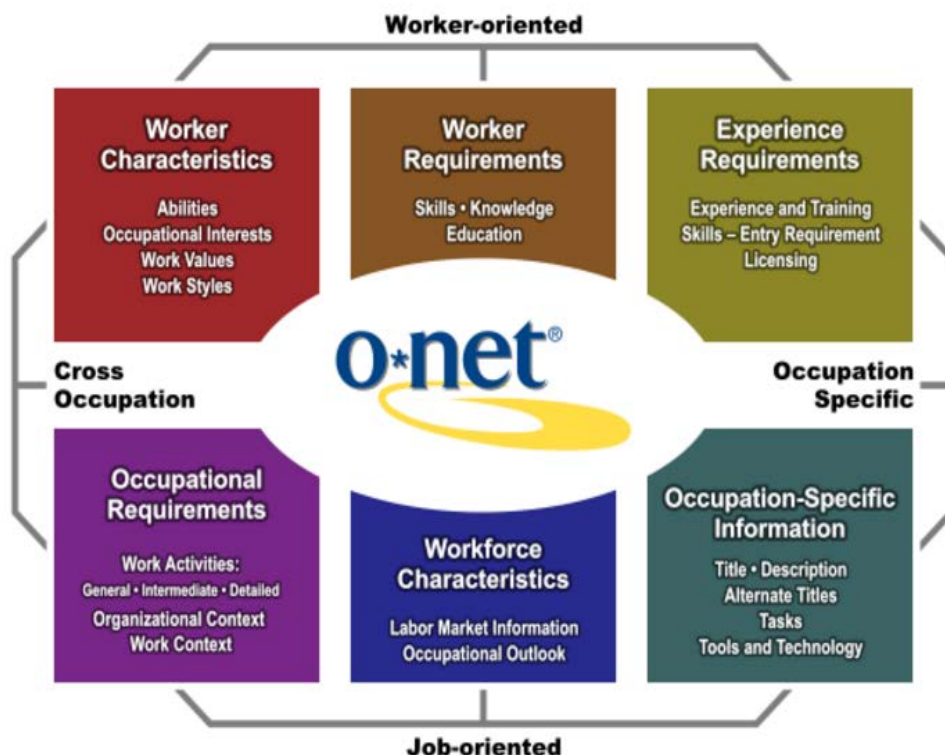 Worker-oriented
Worker
Characteristics
Abilities
Occupational Interests
Work Values
Work Styles
Worker
Requirements
Skills • Knowledge
Education
Experience
Requirements
Experience and Training
Skills – Entry Requirement
Licensing
Cross
Occupation
o*net®
Occupation
Specific
Occupational
Requirements
Work Activities:
General • Intermediate • Detailed
Organizational Context
Work Context
Workforce
Characteristics
Labor Market Information
Occupational Outlook
Occupation-Specific
Information
Title • Description
Alternate Titles
Tasks
Tools and Technology
Job-oriented